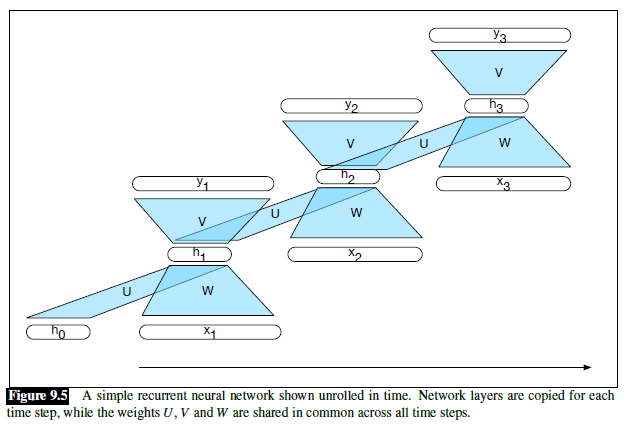 y3
V
h3
y2
V
U
W
h2
x3
y1
V
U
W
h1
x2
U
W
h0
x1
Figure 9.5 A simple recurrent neural network shown unrolled in time. Network layers are copied for each
time step, while the weights U, V and W are shared in common across all time steps.